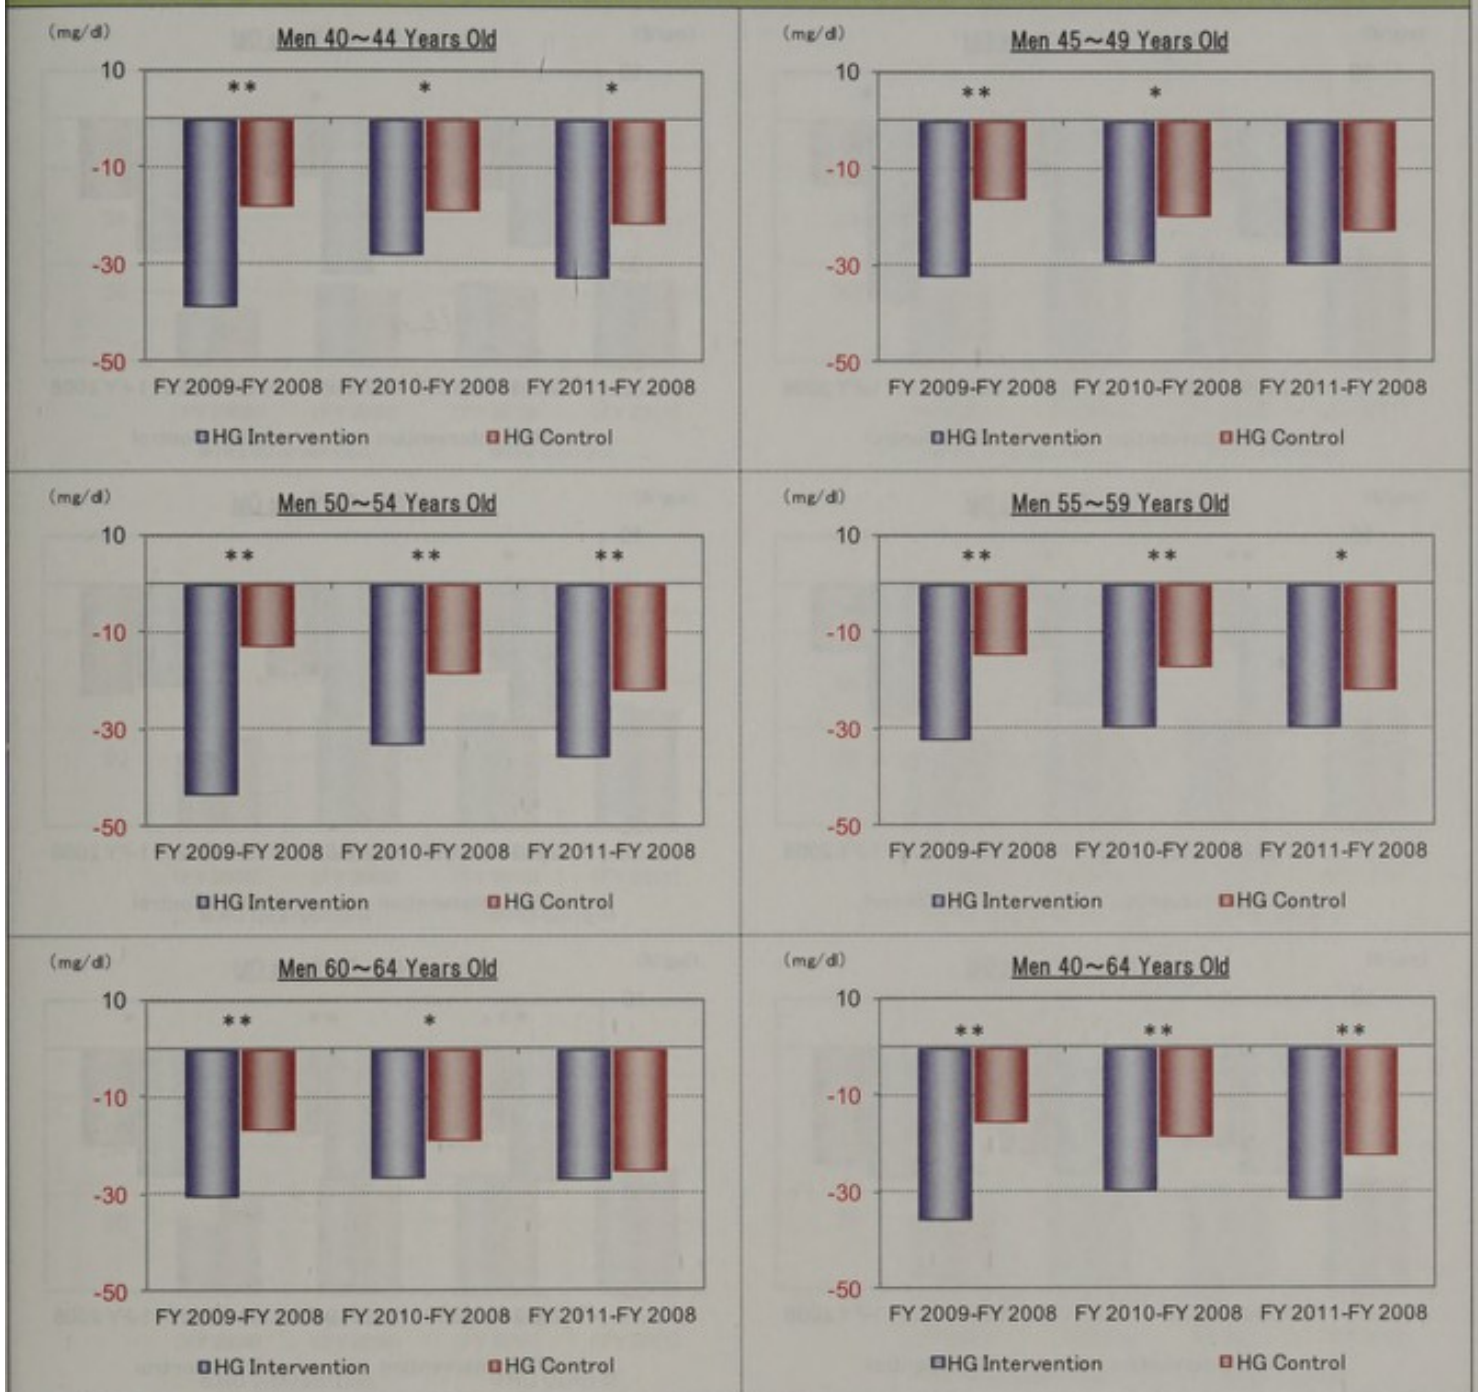 (mg/dl) Men 40~44 Years Old
10
** * *
-10
-30
-50
FY 2009-FY 2008 FY 2010-FY 2008 FY 2011-FY 2008
HG Intervention HG Control
(mg/dl) Men 45~49 Years Old
10
** *
-10
-30
-50
FY 2009-FY 2008 FY 2010-FY 2008 FY 2011-FY 2008
HG Intervention HG Control
(mg/dl) Men 50~54 Years Old
10
** ** **
-10
-30
-50
FY 2009-FY 2008 FY 2010-FY 2008 FY 2011-FY 2008
HG Intervention HG Control
(mg/dl) Men 55~59 Years Old
10
** ** *
-10
-30
-50
FY 2009-FY 2008 FY 2010-FY 2008 FY 2011-FY 2008
HG Intervention HG Control
(mg/dl) Men 60~64 Years Old
10
** *
-10
-30
-50
FY 2009-FY 2008 FY 2010-FY 2008 FY 2011-FY 2008
HG Intervention HG Control
(mg/dl) Men 40~64 Years Old
10
** ** **
-10
-30
-50
FY 2009-FY 2008 FY 2010-FY 2008 FY 2011-FY 2008
HG Intervention HG Control